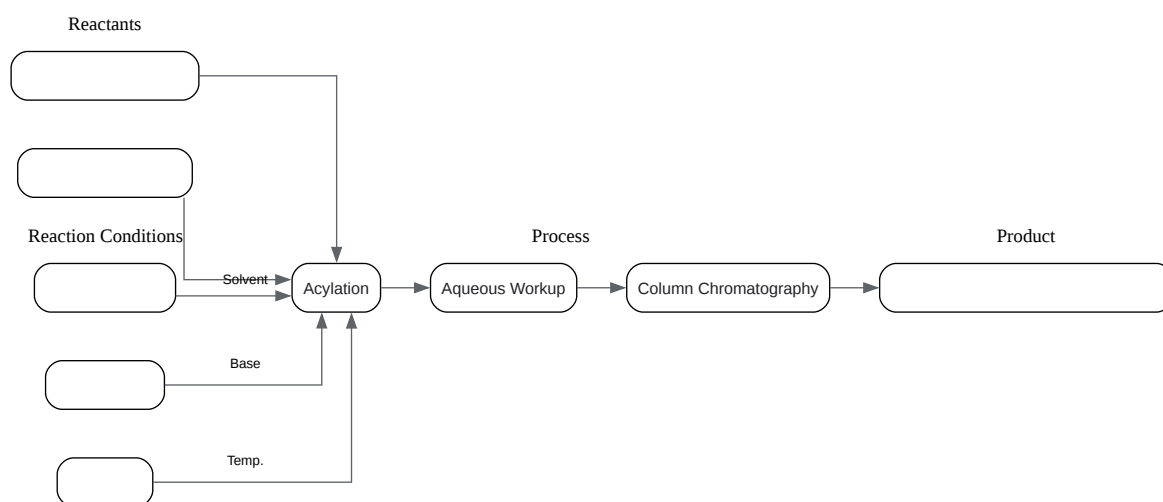 Reactants
Reaction Conditions
Process
Product
Solvent
Acylation
Aqueous Workup
Column Chromatography
Base
Temp.